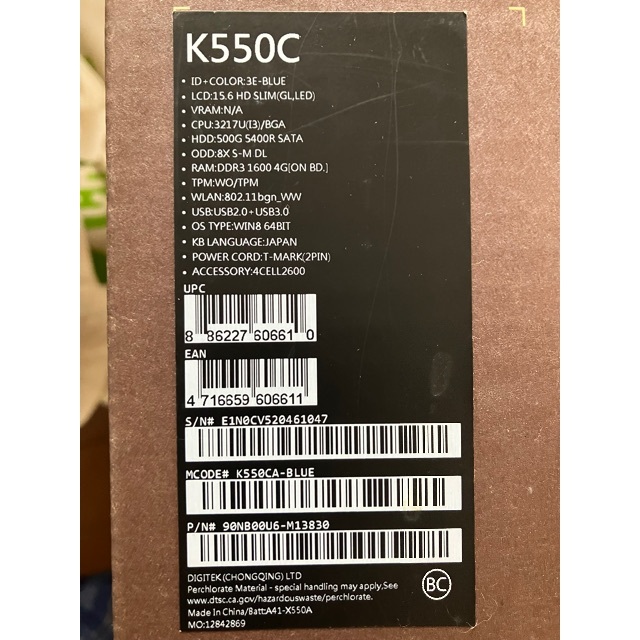 K550C
• ID+COLOR:3E-BLUE
• LCD:15.6 HD SLIM(GL,LED)
• VRAM:N/A
• CPU:3217U(I3)/BGA
• HDD:500G 5400R SATA
• ODD:8X S-M DL
• RAM:DDR3 1600 4G[ON BD.]
• TPM:WO/TPM
• WLAN:802.11bgn_WW
• USB:USB2.0+USB3.0
• OS TYPE:WIN8 64BIT
• KB LANGUAGE:JAPAN
• POWER CORD:T-MARK(2PIN)
• ACCESSORY:4CELL2600
UPC
8 86227 60661 0
EAN
4 716659 606611
S/N# E1N0CV520461047
MCODE# K550CA-BLUE
P/N# 90NB00U6-M13830
DIGITEK(CHONGQING) LTD
Perchlorate Material - special handling may apply,See
www.dtsc.ca.gov/hazardouswaste/perchlorate.
Made In China/Batt:A41-X550A
MO:12842869
BC